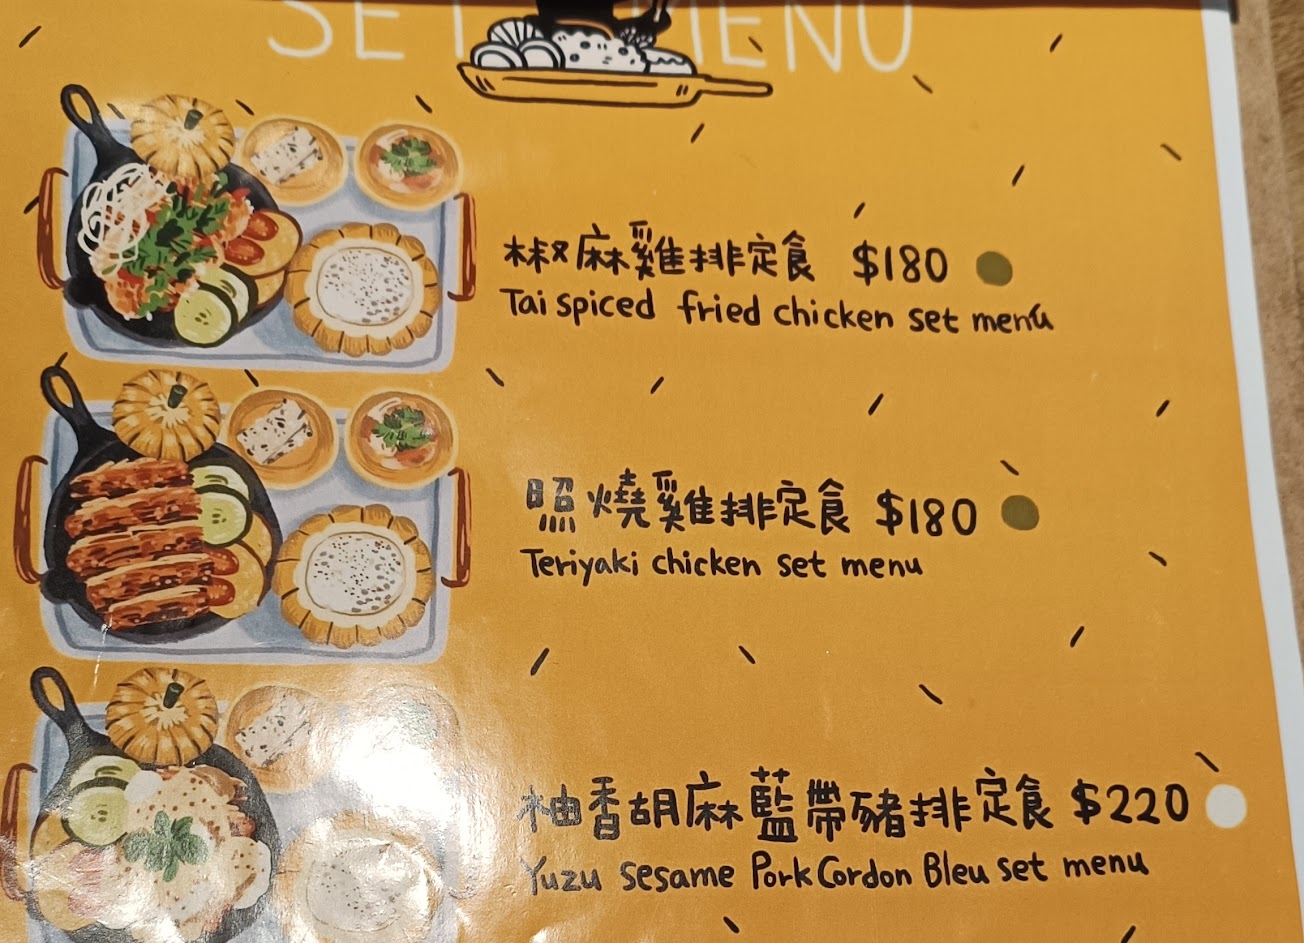 SET MENU
椒麻雞排定食 $180
Tai spiced fried chicken set menu
照燒雞排定食 $180
Teriyaki chicken set menu
柚香胡麻藍帶豬排定食 $220
Yuzu sesame Pork Cordon Bleu set menu